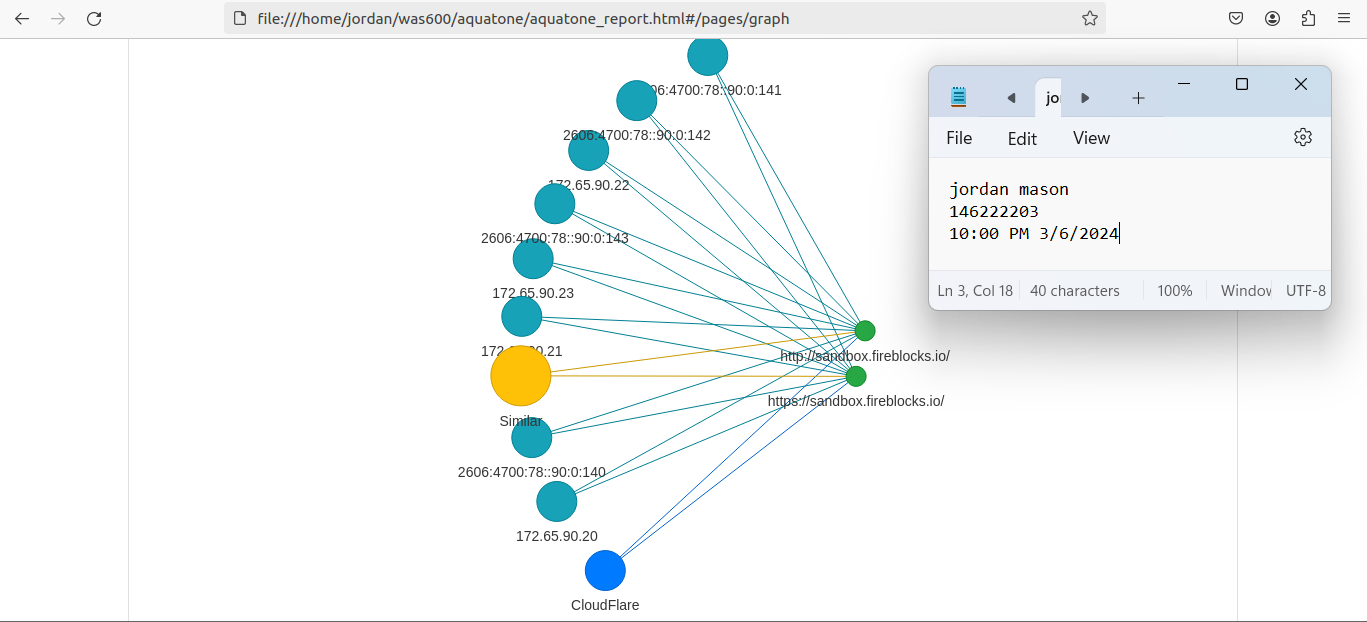 file:///home/jordan/was600/aquatone/aquatone_report.html#/pages/graph
06:4700:78::90:0:141
2606:4700:78::90:0:142
172.65.90.22
2606:4700:78::90:0:143
172.65.90.23
172.65.90.21
http://sandbox.fireblocks.io/
https://sandbox.fireblocks.io/
Similar
2606:4700:78::90:0:140
172.65.90.20
CloudFlare
jo
File Edit View
jordan mason
146222203
10:00 PM 3/6/2024
Ln 3, Col 18 40 characters 100% Window UTF-8